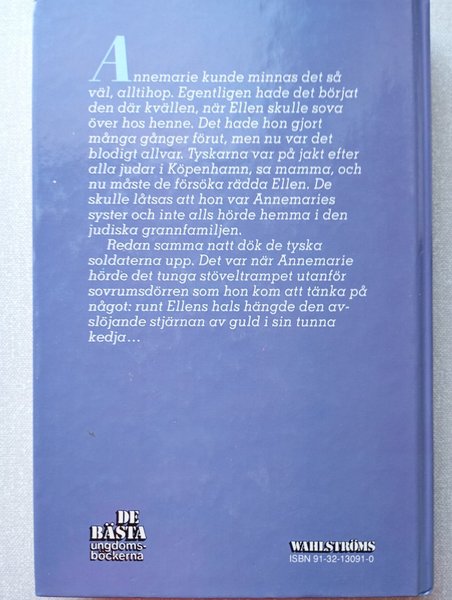 Annemarie kunde minnas det så
väl, alltihop. Egentligen hade det börjat
den där kvällen, när Ellen skulle sova
över hos henne. Det hade hon gjort
många gånger förut, men nu var det
blodigt allvar. Tyskarna var på jakt efter
alla judar i Köpenhamn, sa mamma, och
nu måste de försöka rädda Ellen. De
skulle låtsas att hon var Annemaries
syster och inte alls hörde hemma i den
judiska grannfamiljen.
Redan samma natt dök de tyska
soldaterna upp. Det var när Annemarie
hörde det tunga stöveltrampet utanför
sovrumsdörren som hon kom att tänka på
något: runt Ellens hals hängde den av-
slöjande stjärnan av guld i sin tunna
kedja...
DE
BÄSTA
ungdoms-
böckerna
WAHLSTRÖMS
ISBN 91-32-13091-0